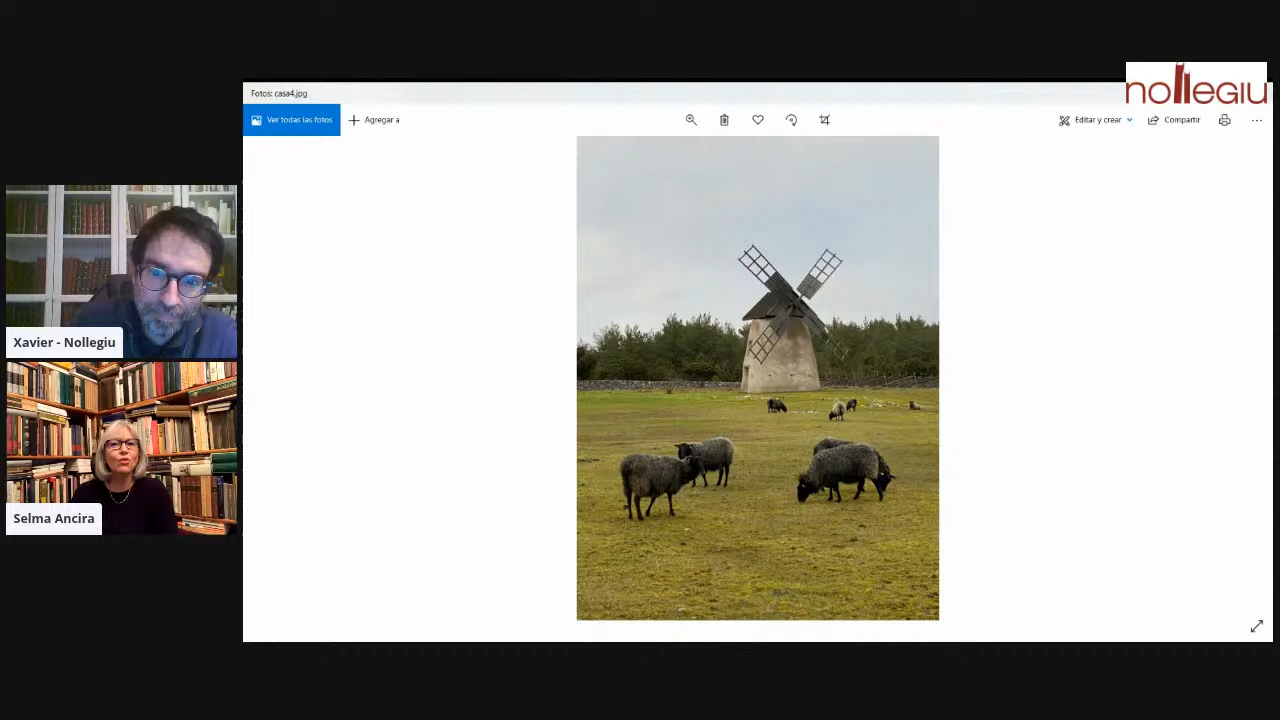 nollegiu
Fotos: casa4.jpg
Ver todas las fotos
Agregar a
Editar y crear
Compartir
Xavier - Nollegiu
Selma Ancira